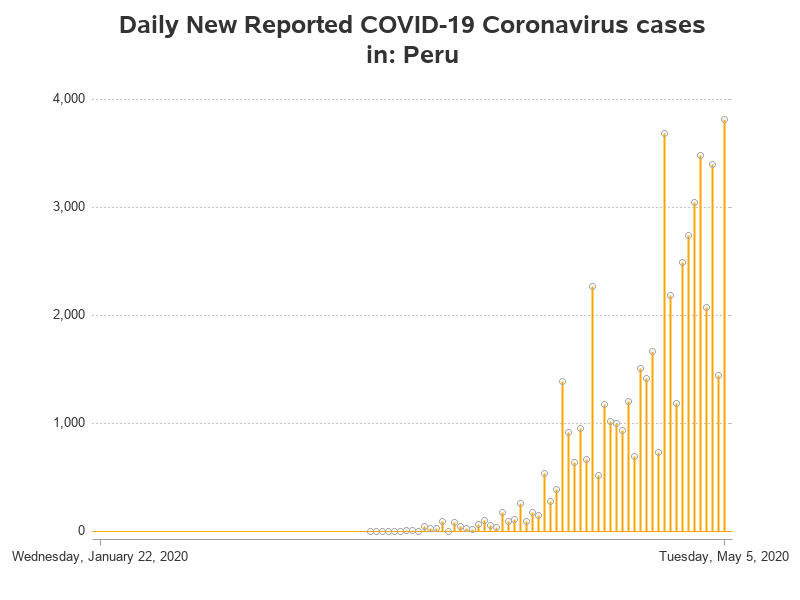 Daily New Reported COVID-19 Coronavirus cases
in: Peru
4,000
3,000
2,000
1,000
0
Wednesday, January 22, 2020 Tuesday, May 5, 2020